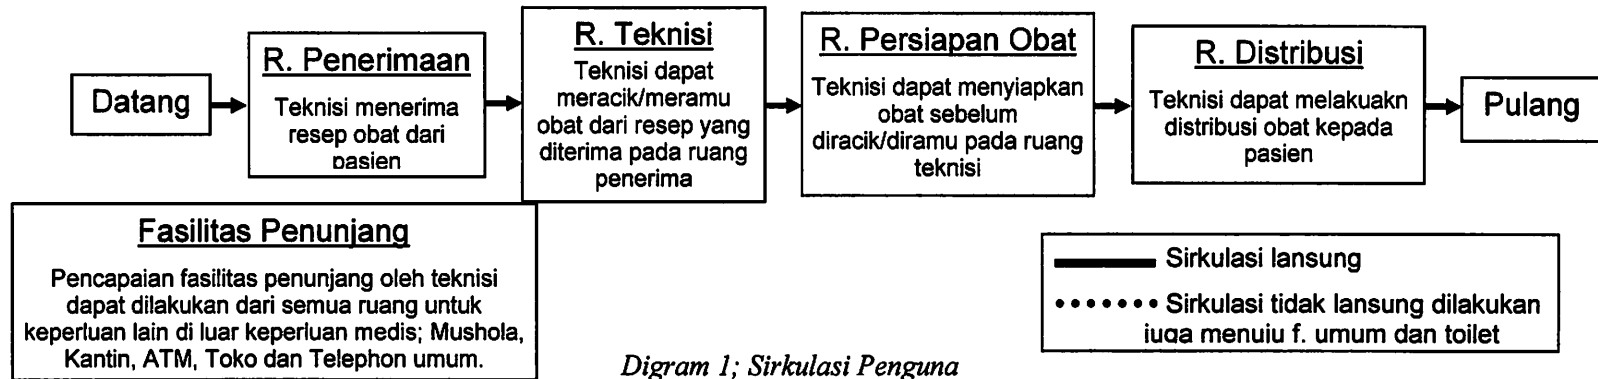 Datang
R. Penerimaan
Teknisi menerima
resep obat dari
pasien
R. Teknisi
Teknisi dapat
meracik/meramu
obat dari resep yang
diterima pada ruang
penerima
R. Persiapan Obat
Teknisi dapat menyiapkan
obat sebelum
diracik/diramu pada ruang
teknisi
R. Distribusi
Teknisi dapat melakuakn
distribusi obat kepada
pasien
Pulang
Fasilitas Penunjang
Pencapaian fasilitas penunjang oleh teknisi
dapat dilakukan dari semua ruang untuk
keperluan lain di luar keperluan medis; Mushola,
Kantin, ATM, Toko dan Telephon umum.
Sirkulasi lansung
Sirkulasi tidak lansung dilakukan
juga menuju f. umum dan toilet
Digram 1; Sirkulasi Penguna